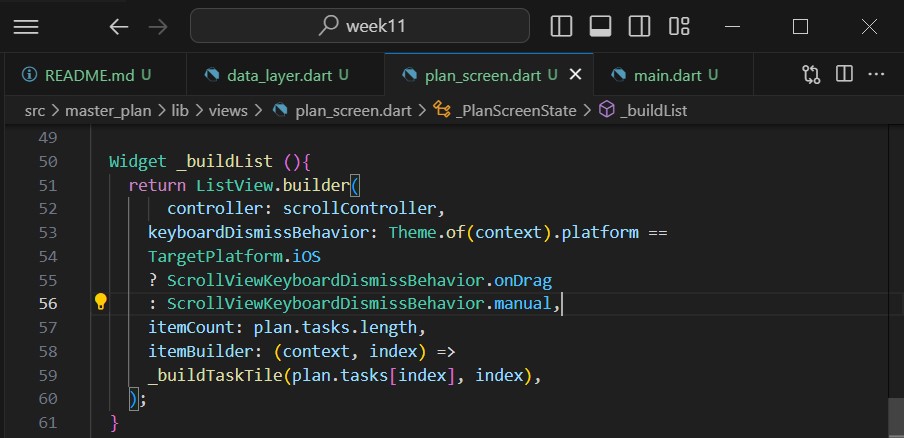 week11
README.md U data_layer.dart U plan_screen.dart U main.dart U
src > master_plan > lib > views > plan_screen.dart > _PlanScreenState > _buildList
49
50 Widget _buildList (){
51 return ListView.builder(
52 controller: scrollController,
53 keyboardDismissBehavior: Theme.of(context).platform ==
54 TargetPlatform.iOS
55 ? ScrollViewKeyboardDismissBehavior.onDrag
56 : ScrollViewKeyboardDismissBehavior.manual,
57 itemCount: plan.tasks.length,
58 itemBuilder: (context, index) =>
59 _buildTaskTile(plan.tasks[index], index),
60 );
61 }